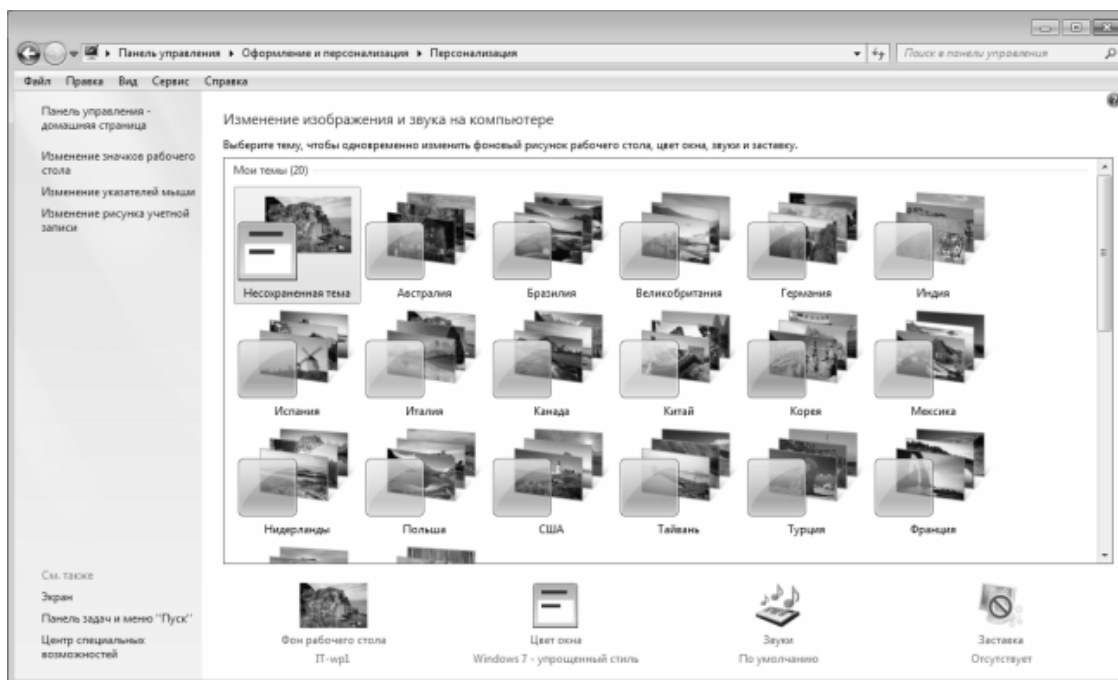 Панель управления ▸ Оформление и персонализация ▸ Персонализация
Поиск в панели управления
Файл Правка Вид Сервис Справка
Панель управления -
домашняя страница
Изменение значков рабочего
стола
Изменение указателей мыши
Изменение рисунка учетной
записи
Изменение изображения и звука на компьютере
Выберите тему, чтобы одновременно изменить фоновый рисунок рабочего стола, цвет окна, звуки и заставку.
Мои темы (20)
Несохраненная тема Австралия Бразилия Великобритания Германия Индия
Испания Италия Канада Китай Корея Мексика
Нидерланды Польша США Тайвань Турция Франция
См. также
Экран
Панель задач и меню "Пуск"
Центр специальных
возможностей
Фон рабочего стола Цвет окна Звуки Заставка
IT-wp1 Windows 7 - упрощенный стиль По умолчанию Отсутствует